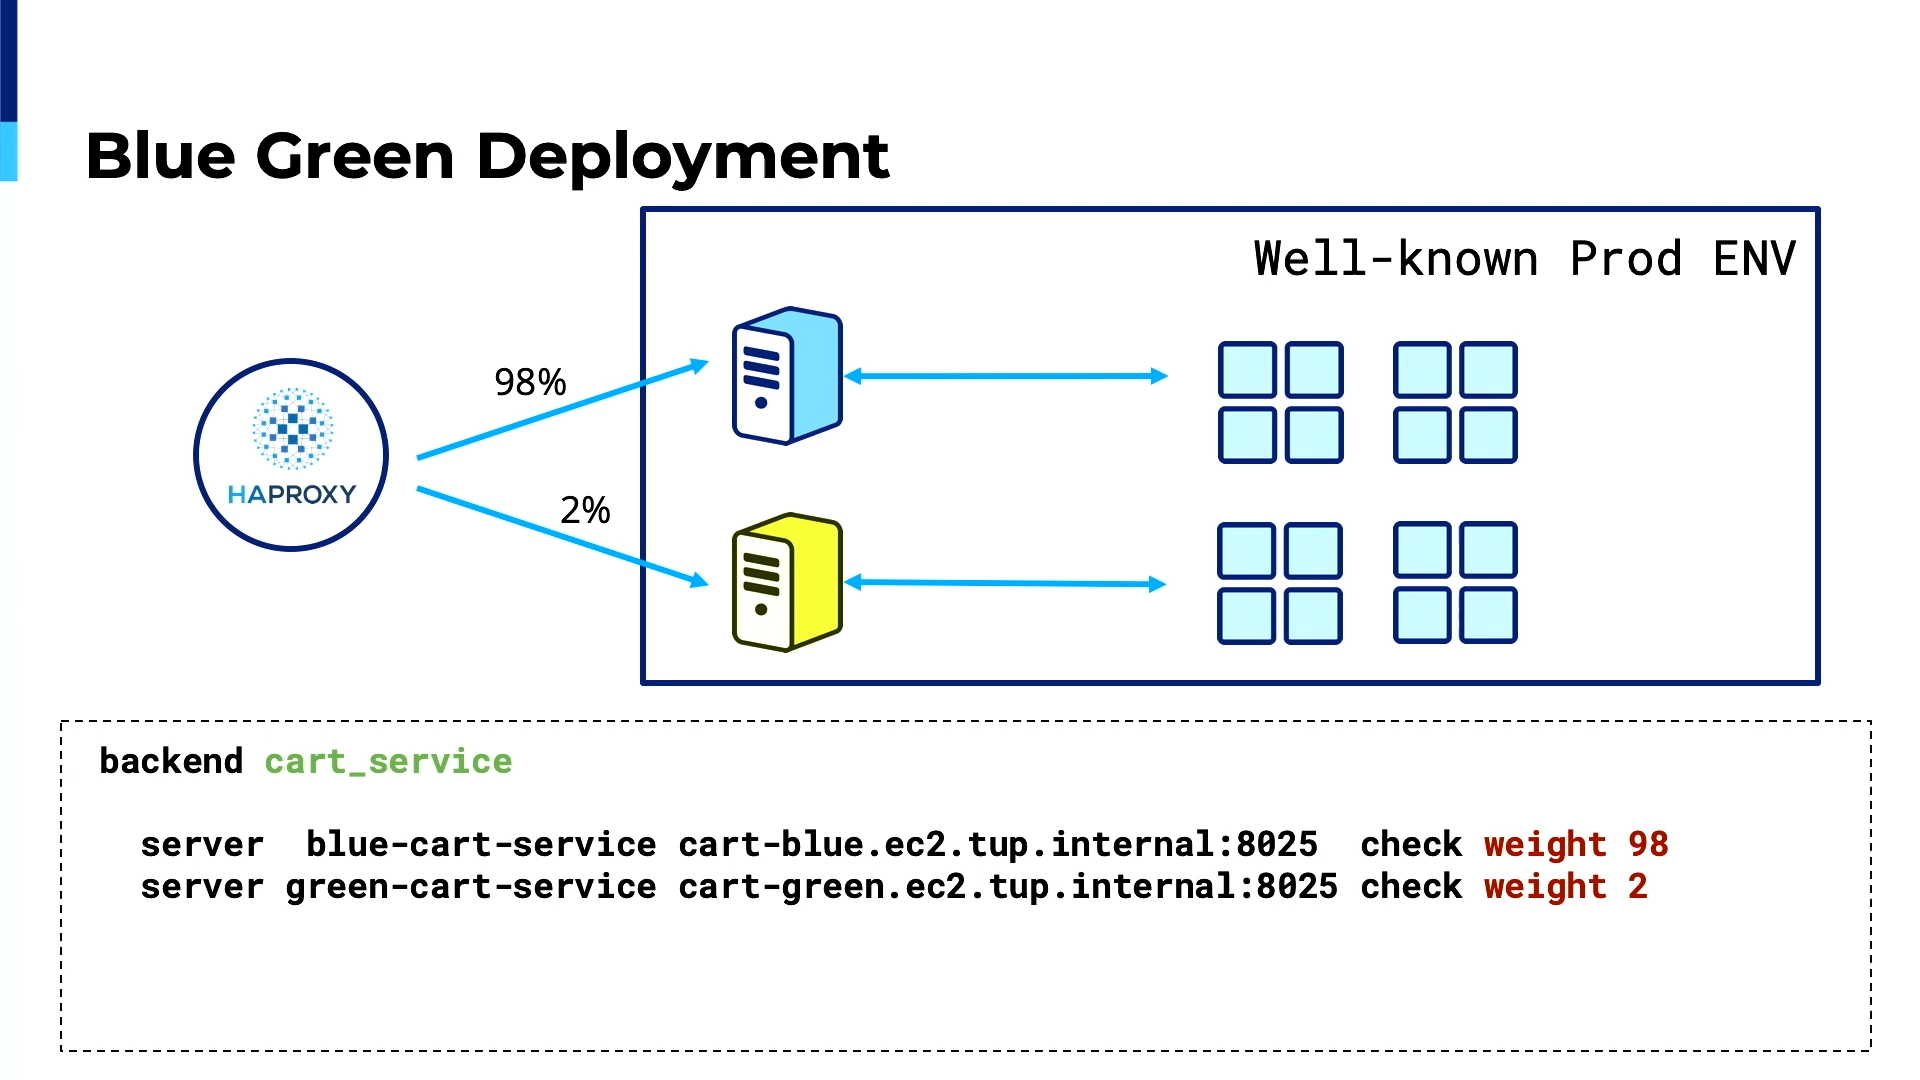 Blue Green Deployment
Well-known Prod ENV
98%
HAPROXY
2%
backend cart_service
server  blue-cart-service cart-blue.ec2.tup.internal:8025  check weight 98
server green-cart-service cart-green.ec2.tup.internal:8025 check weight 2